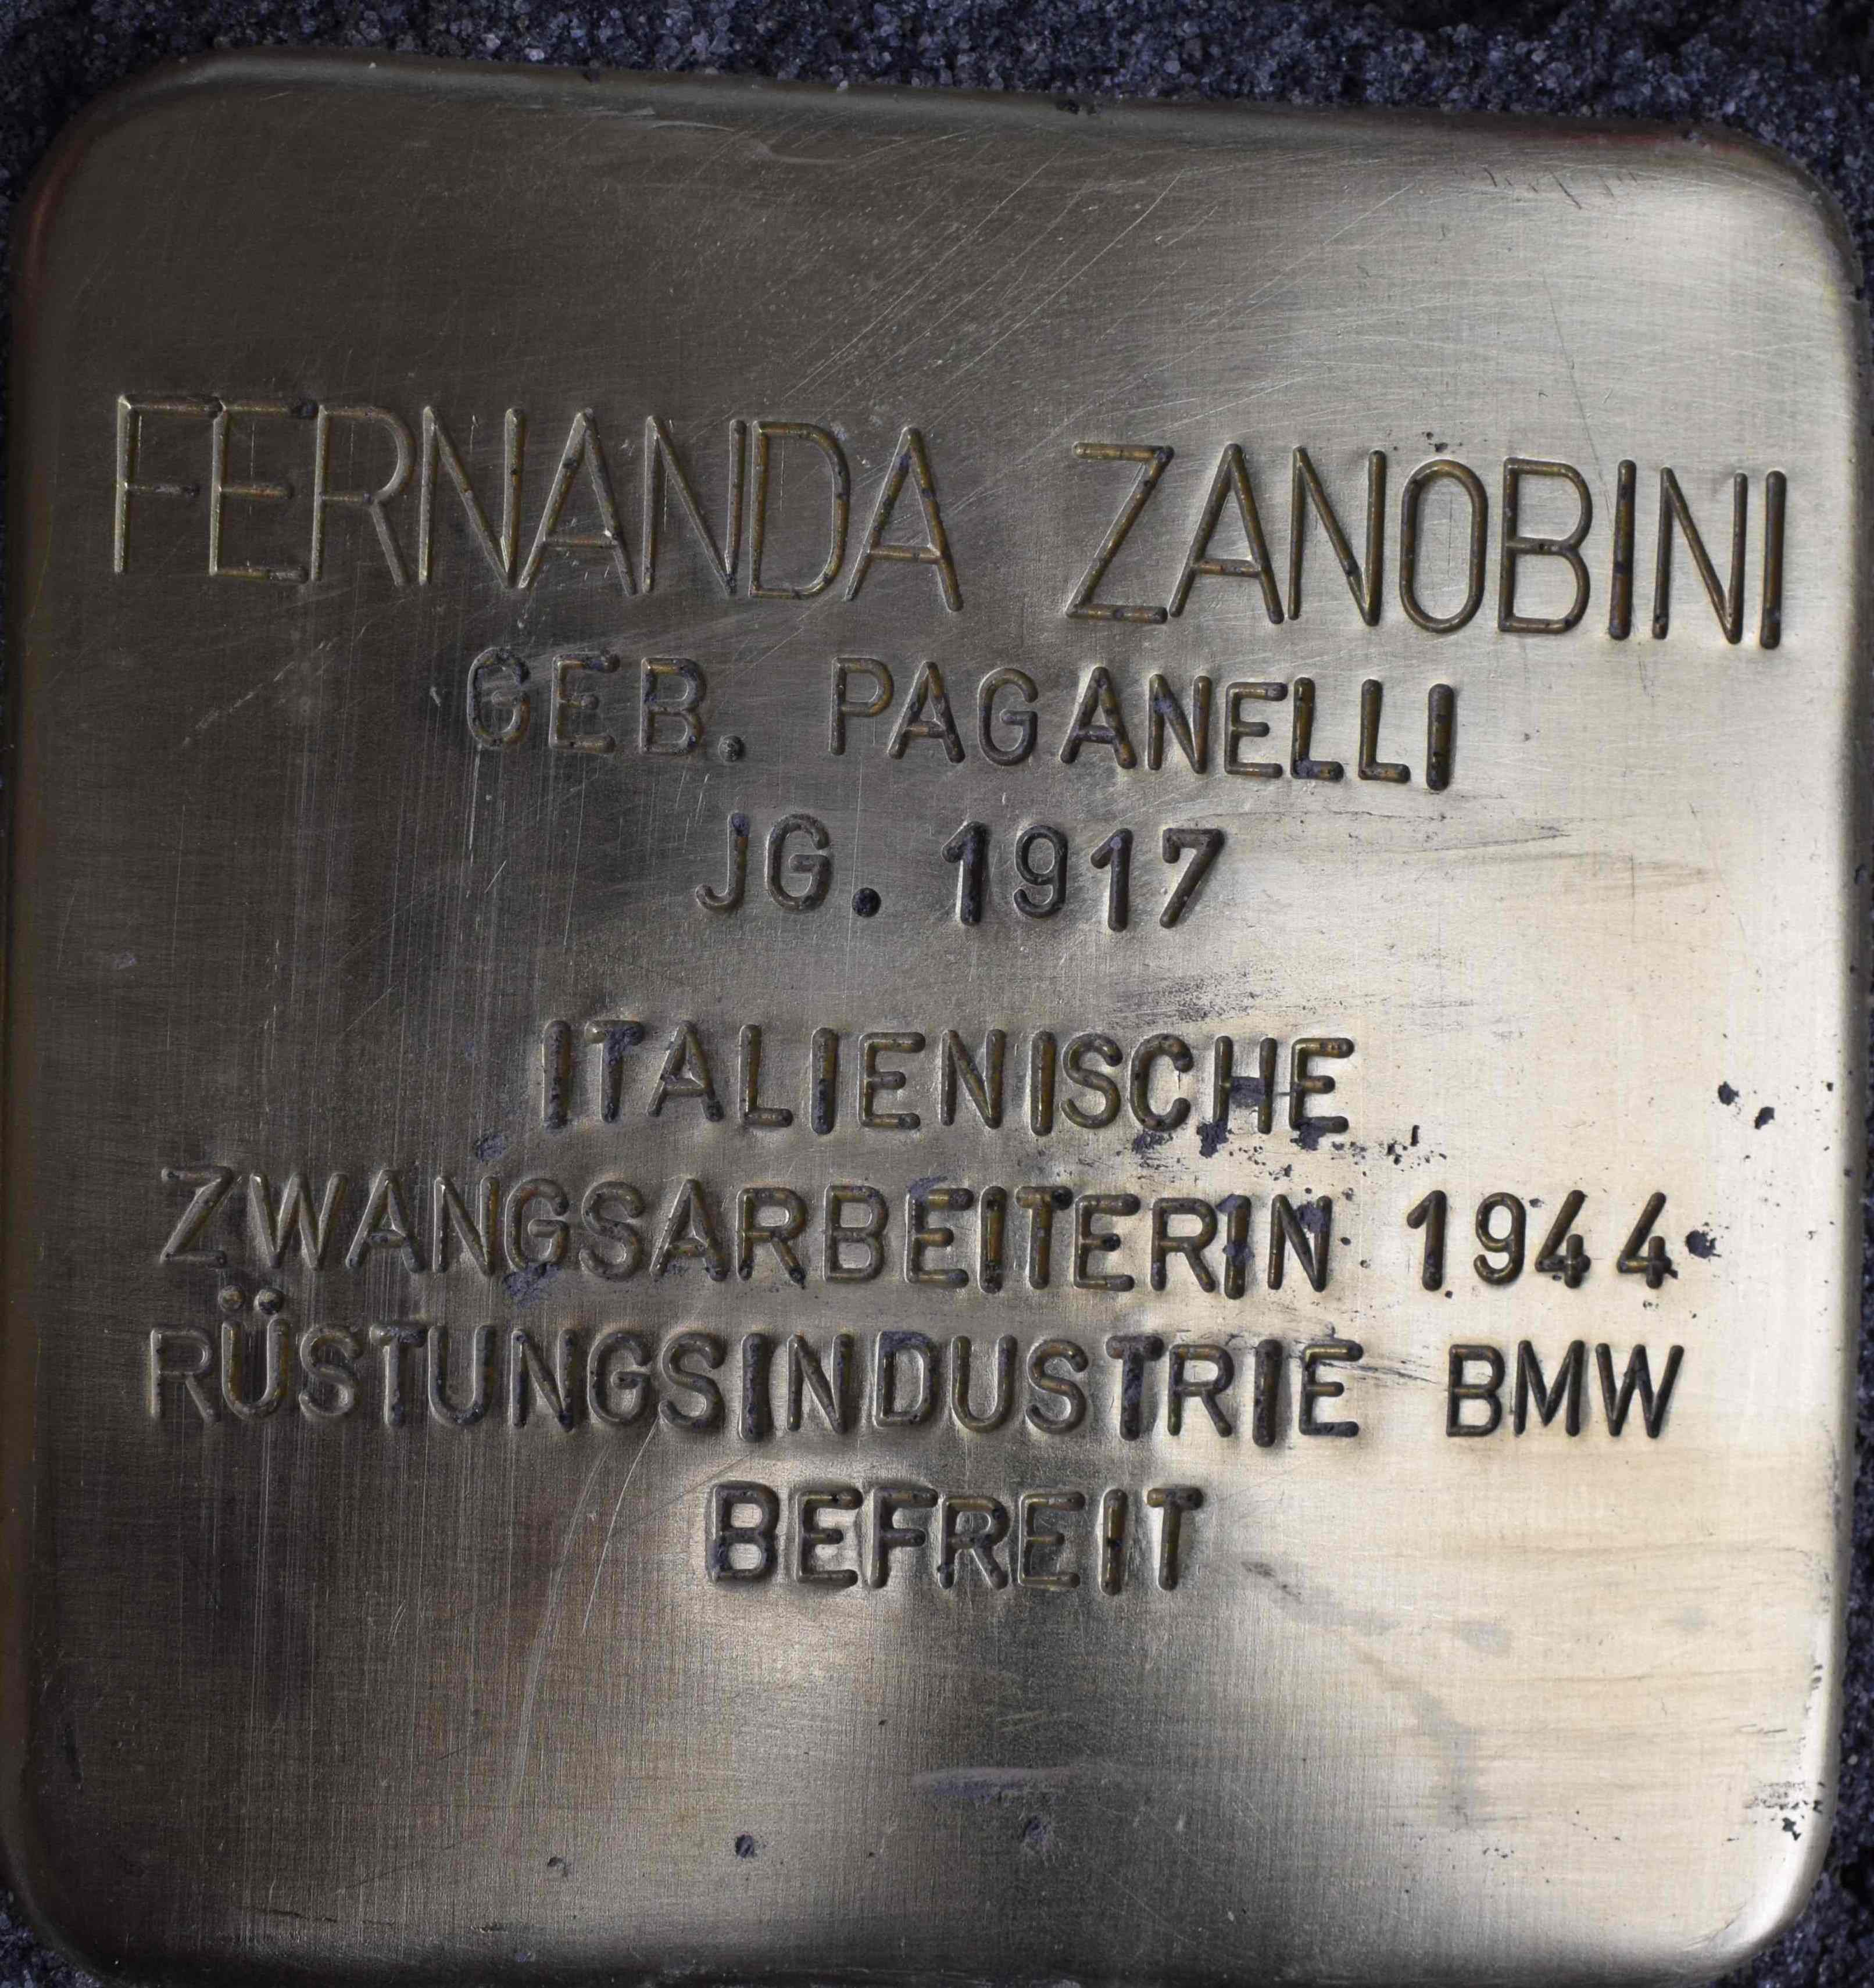 FERNANDA ZANOBINI
GEB. PAGANELLI
JG. 1917
ITALIENISCHE
ZWANGSARBEITERIN 1944
RÜSTUNGSINDUSTRIE BMW
BEFREIT